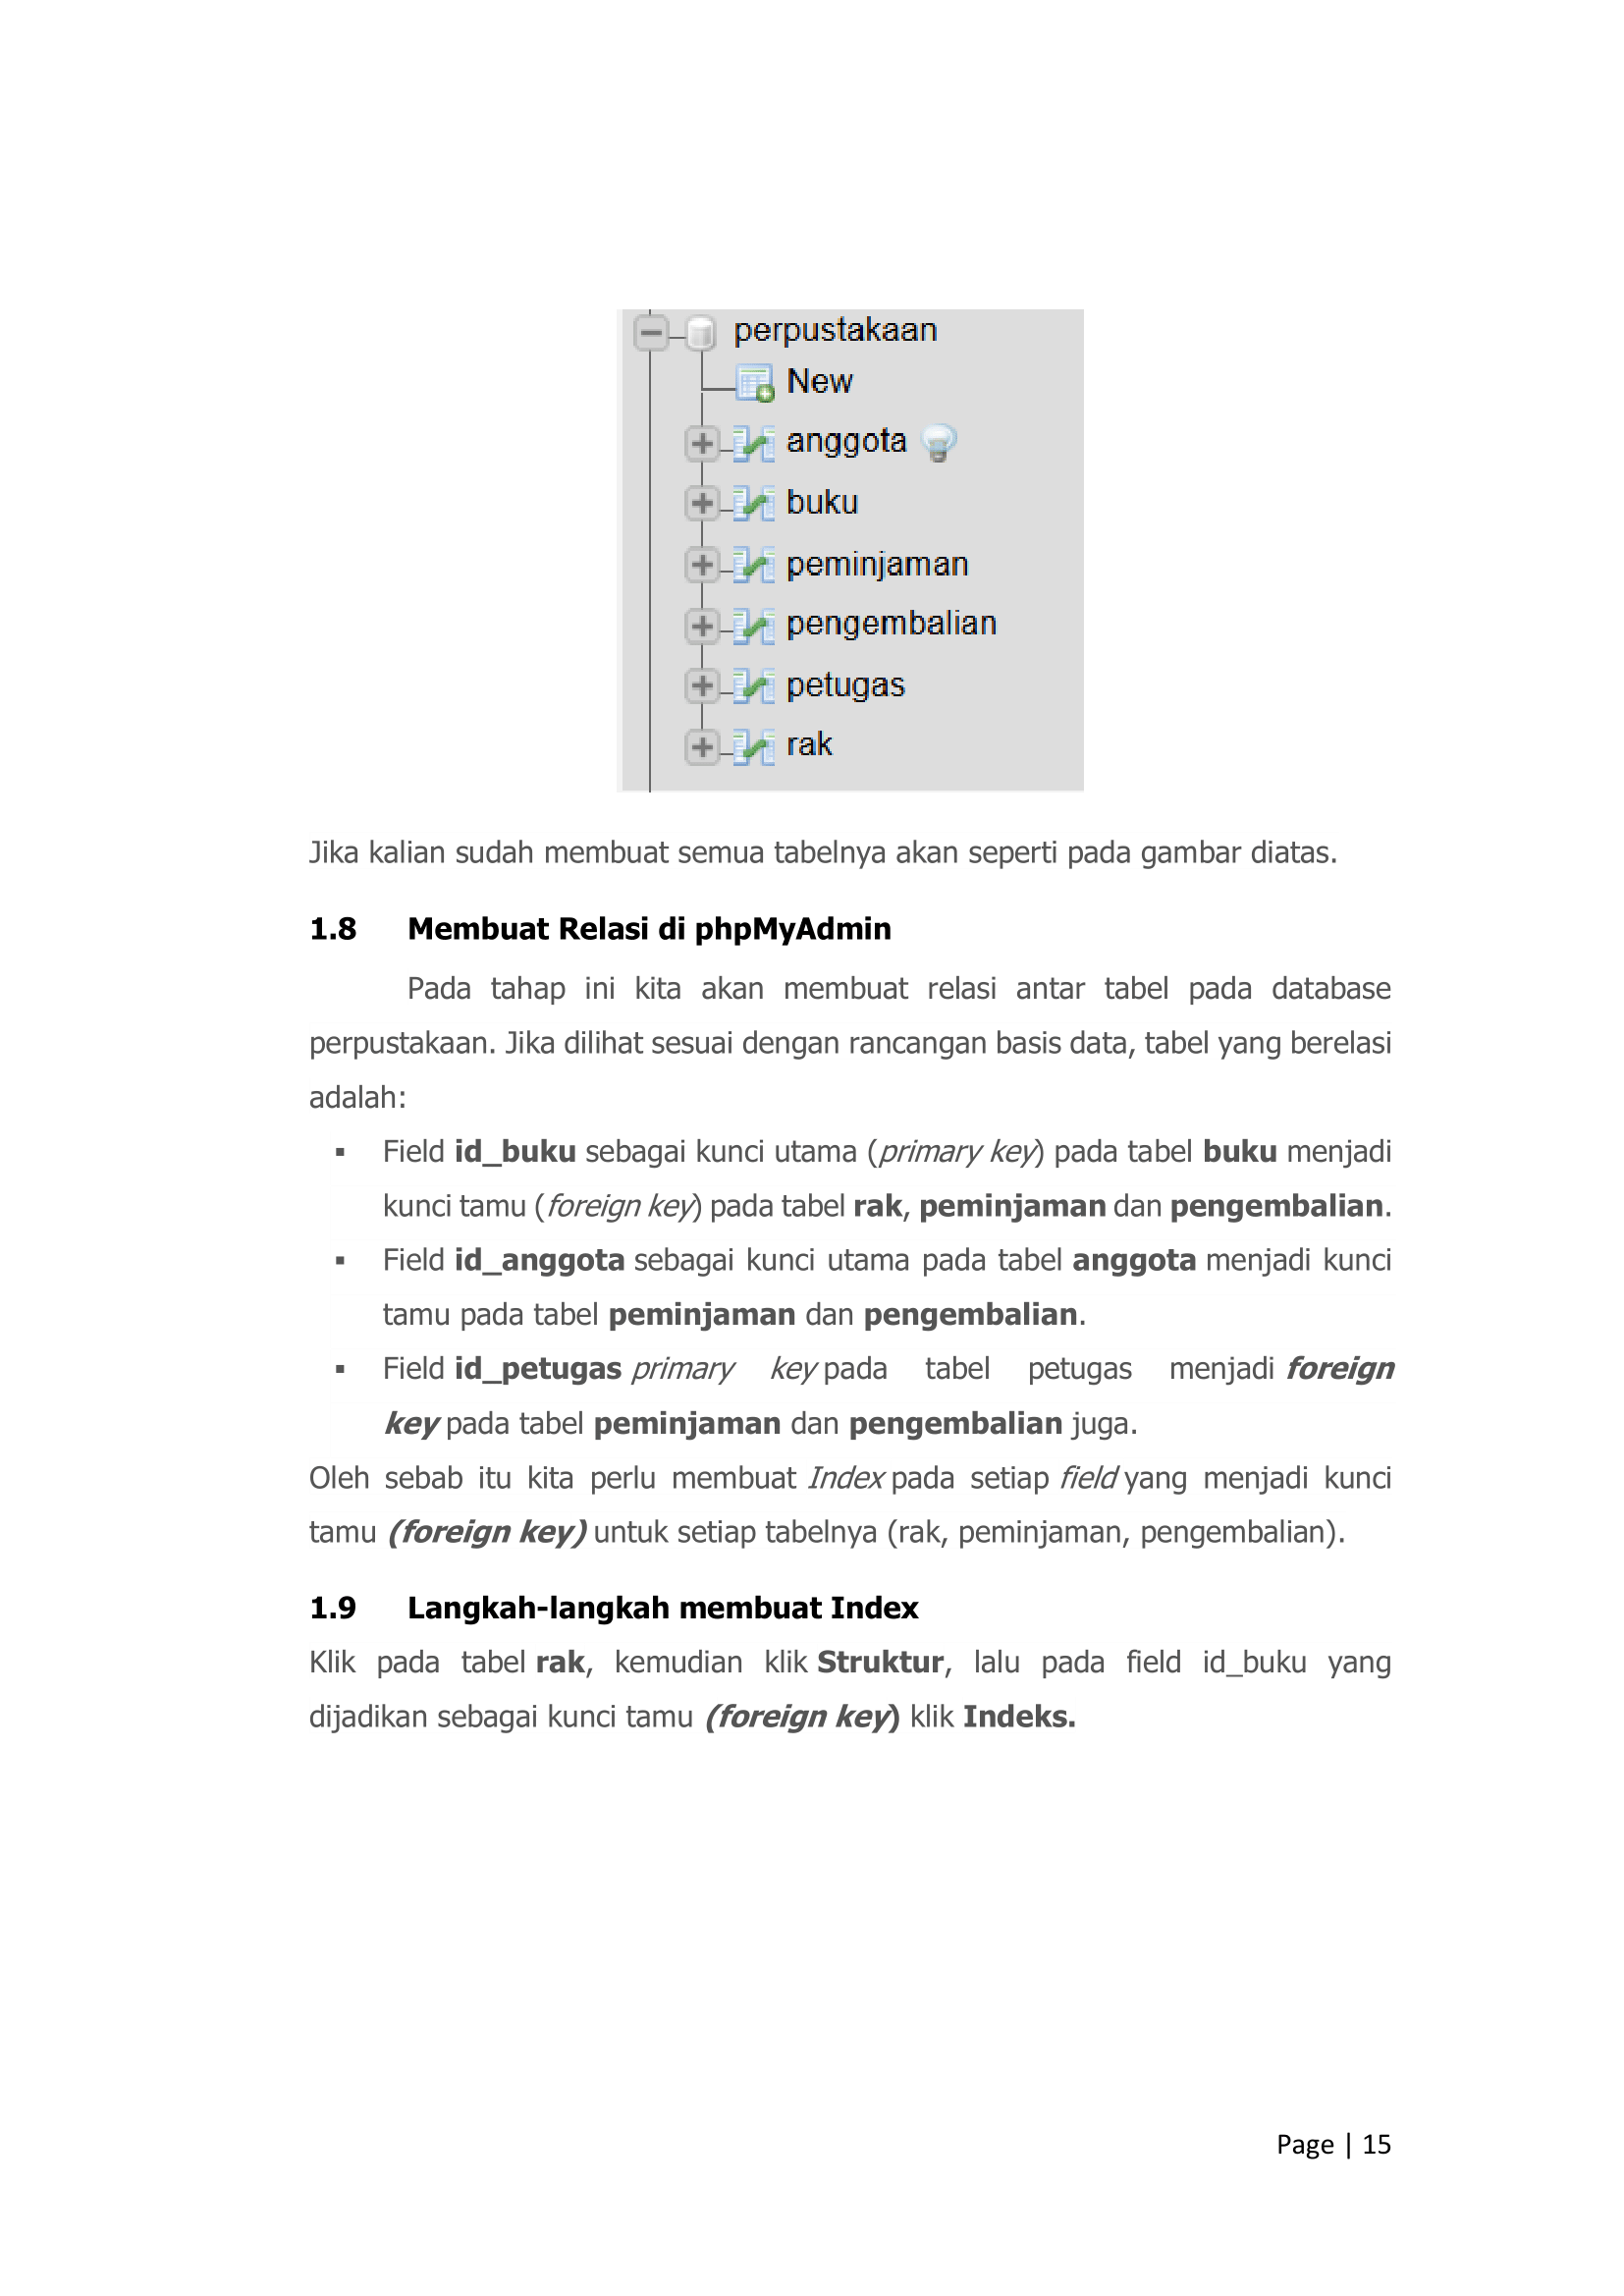 perpustakaan
New
anggota
buku
peminjaman
pengembalian
petugas
rak
Jika kalian sudah membuat semua tabelnya akan seperti pada gambar diatas.
1.8 Membuat Relasi di phpMyAdmin
Pada tahap ini kita akan membuat relasi antar tabel pada database
perpustakaan. Jika dilihat sesuai dengan rancangan basis data, tabel yang berelasi
adalah:
▪ Field id_buku sebagai kunci utama (primary key) pada tabel buku menjadi
kunci tamu (foreign key) pada tabel rak, peminjaman dan pengembalian.
▪ Field id_anggota sebagai kunci utama pada tabel anggota menjadi kunci
tamu pada tabel peminjaman dan pengembalian.
▪ Field id_petugas primary key pada tabel petugas menjadi foreign
key pada tabel peminjaman dan pengembalian juga.
Oleh sebab itu kita perlu membuat Index pada setiap field yang menjadi kunci
tamu (foreign key) untuk setiap tabelnya (rak, peminjaman, pengembalian).
1.9 Langkah-langkah membuat Index
Klik pada tabel rak, kemudian klik Struktur, lalu pada field id_buku yang
dijadikan sebagai kunci tamu (foreign key) klik Indeks.
Page | 15